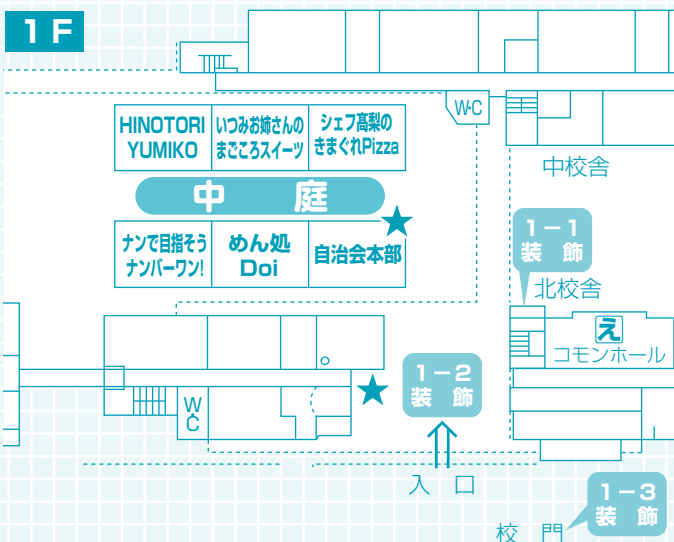 1F
W・C
HINOTORI
YUMIKO
いつみお姉さんの
まごころスイーツ
シェフ髙梨の
きまぐれPizza
中校舎
中庭
ナンで目指そう
ナンバーワン!
めん処
Doi
自治会本部
1−1
装飾
北校舎
え
コモンホール
1−2
装飾
W・C
入口
1−3
装飾
校門